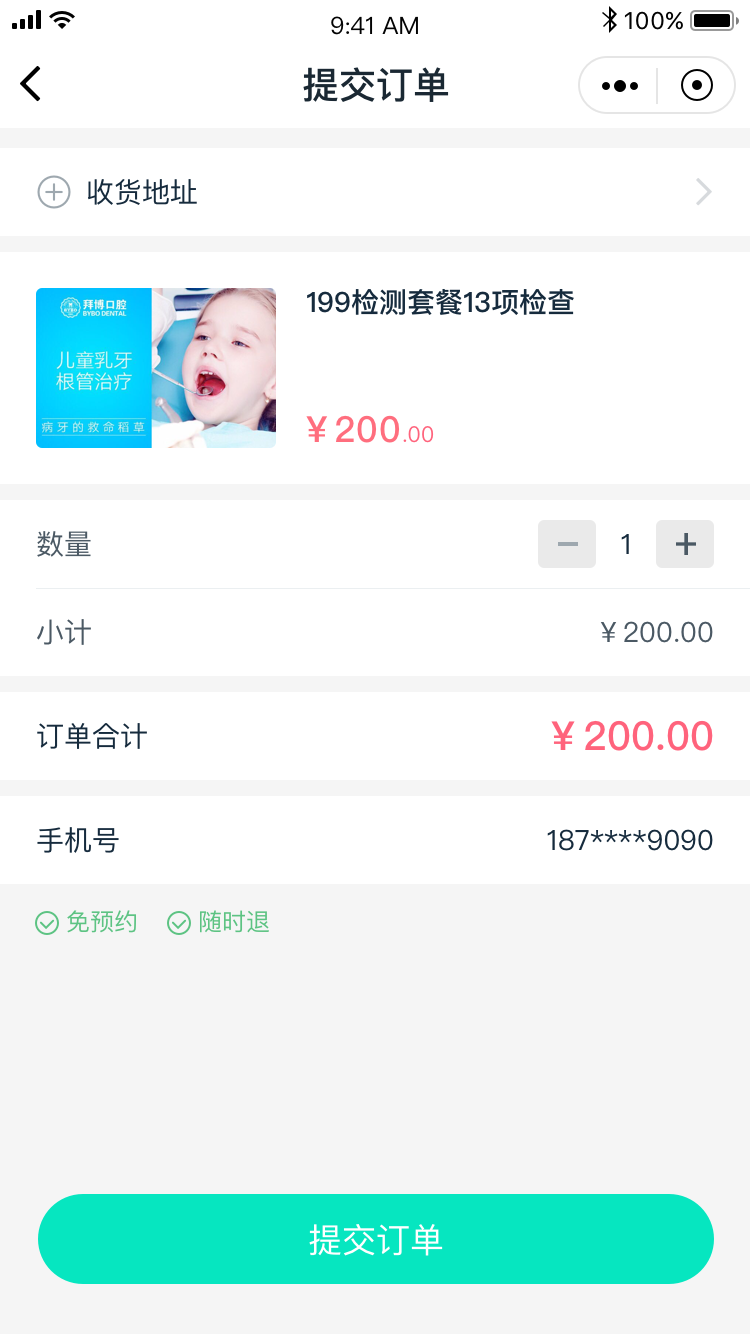 9:41 AM
100%
提交订单
收货地址
拜博口腔
BYBO DENTAL
儿童乳牙
根管治疗
病牙的救命稻草
199检测套餐13项检查
¥200.00
数量
1
小计
¥200.00
订单合计
¥200.00
手机号
187****9090
免预约
随时退
提交订单